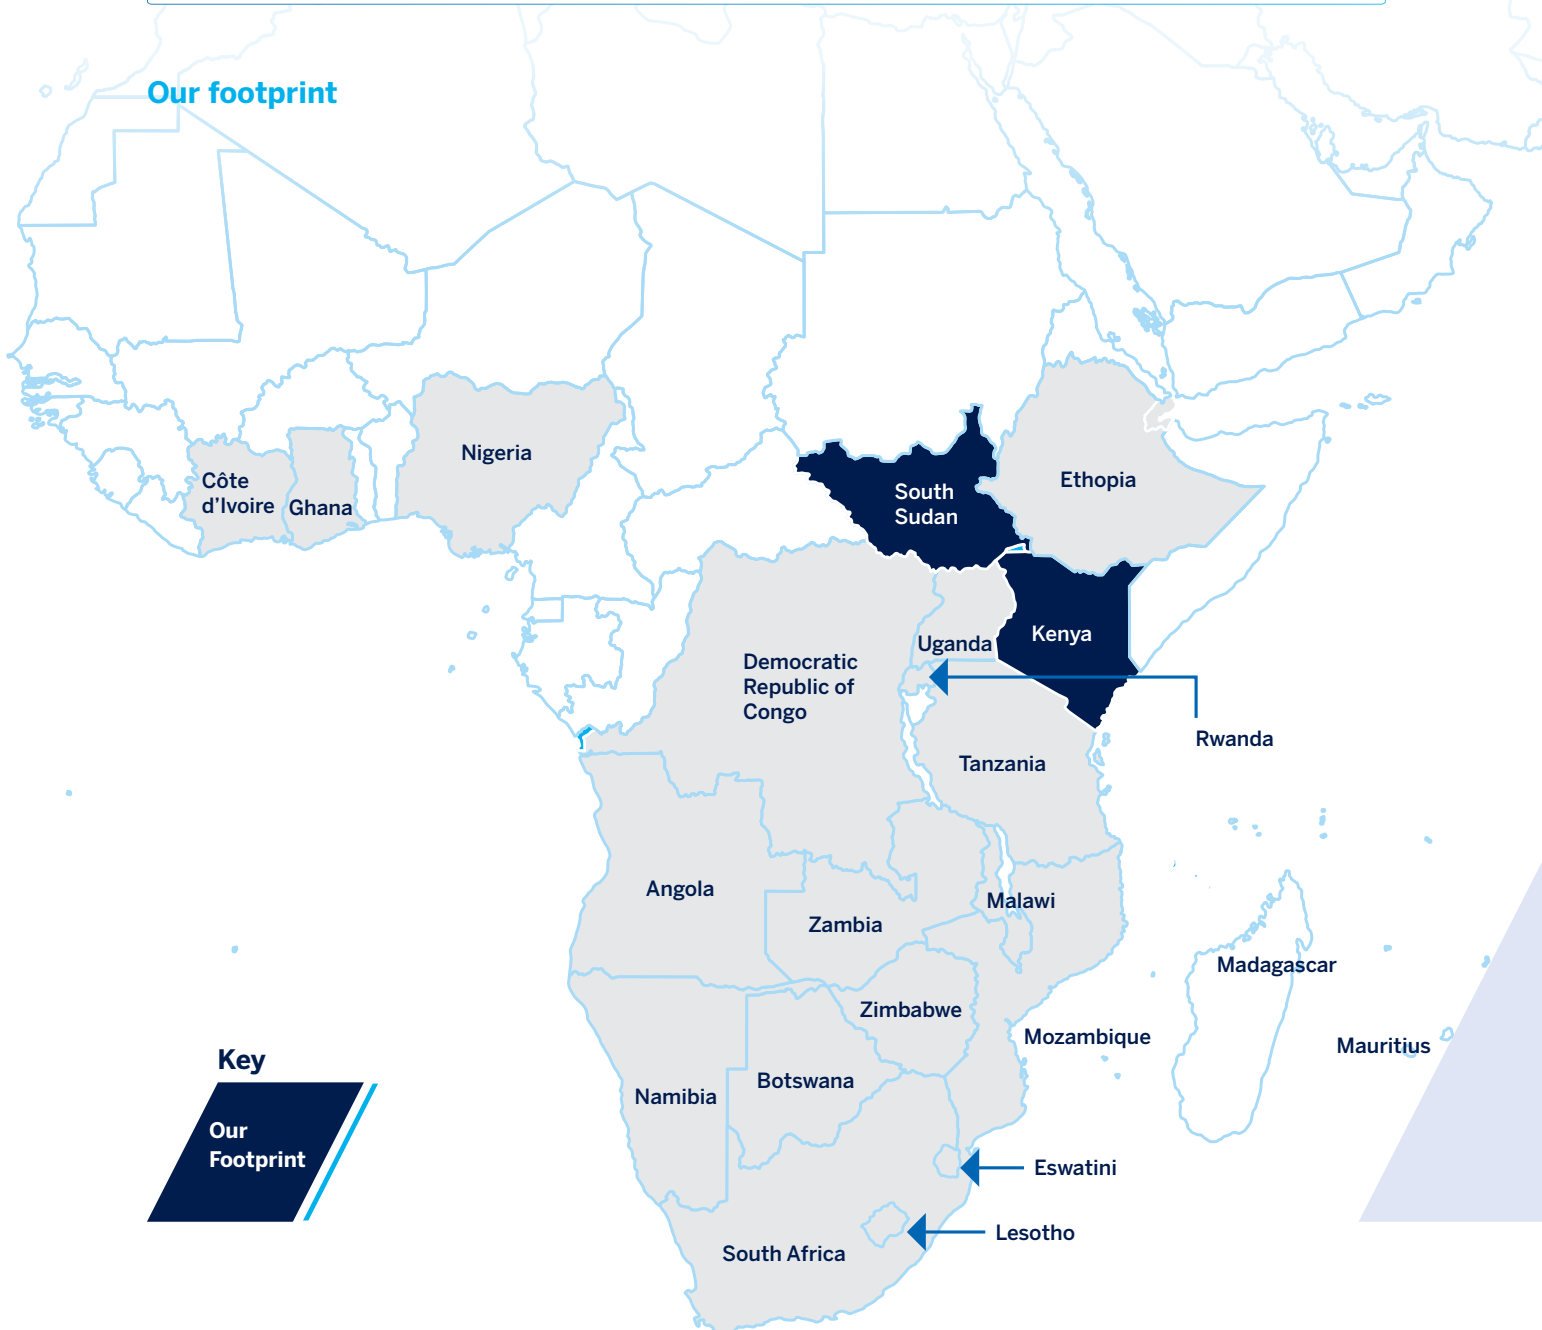 Our footprint
Nigeria
Côte
d'Ivoire
Ghana
South
Sudan
Ethopia
Uganda
Kenya
Democratic
Republic of
Congo
Rwanda
Tanzania
Angola
Malawi
Zambia
Madagascar
Zimbabwe
Mozambique
Mauritius
Key
Our
Footprint
Botswana
Namibia
Eswatini
Lesotho
South Africa